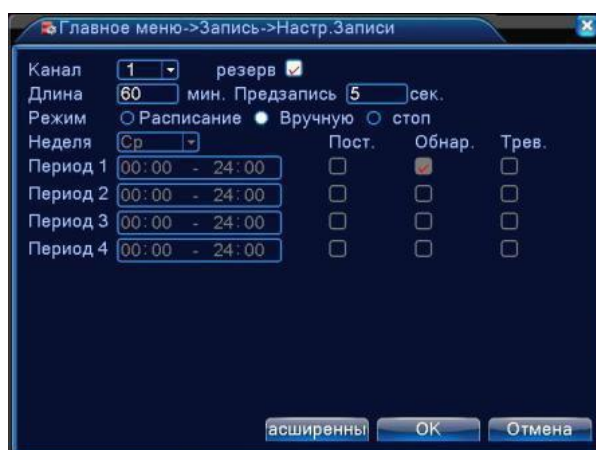 Главное меню->Запись->Настр.Записи
Канал 1 резерв
Длина 60 мин. Предзапись 5 сек.
Режим Расписание Вручную стоп
Неделя Ср Пост. Обнар. Трев.
Период 1 00:00 - 24:00
Период 2 00:00 - 24:00
Период 3 00:00 - 24:00
Период 4 00:00 - 24:00
асширенны OK Отмена